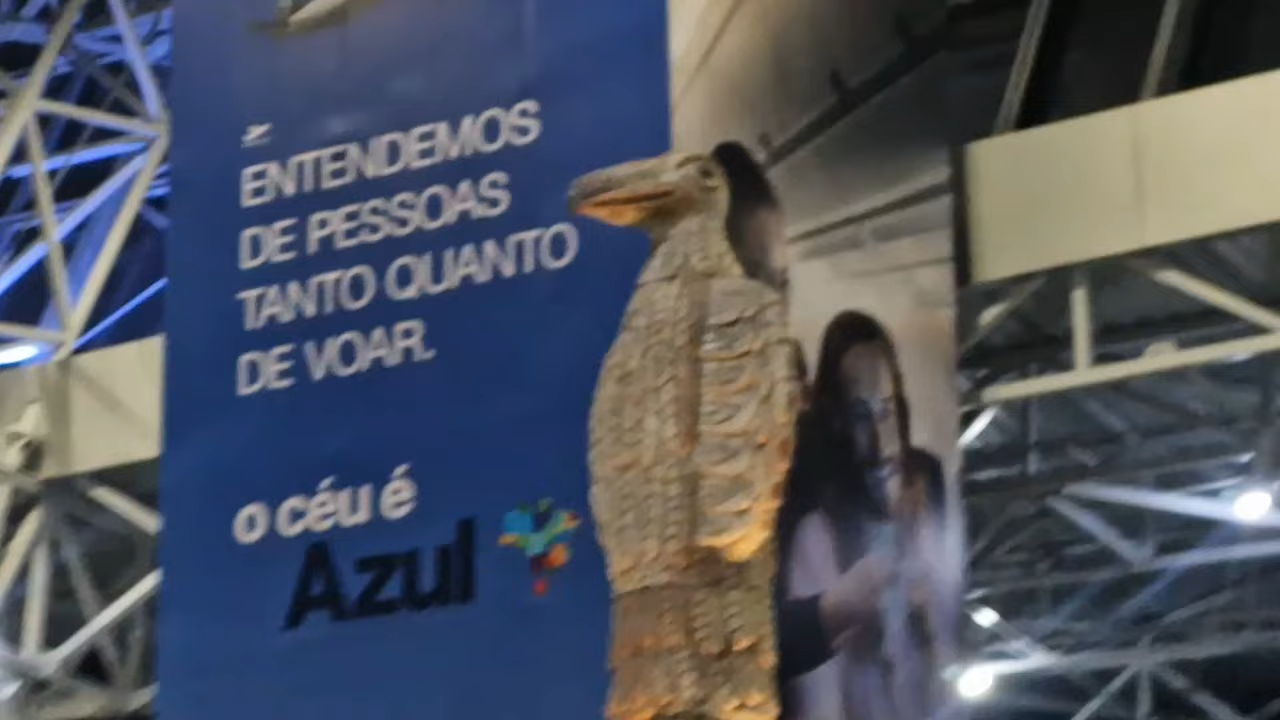 ENTENDEMOS
DE PESSOAS
TANTO QUANTO
DE VOAR.
o céu é
Azul